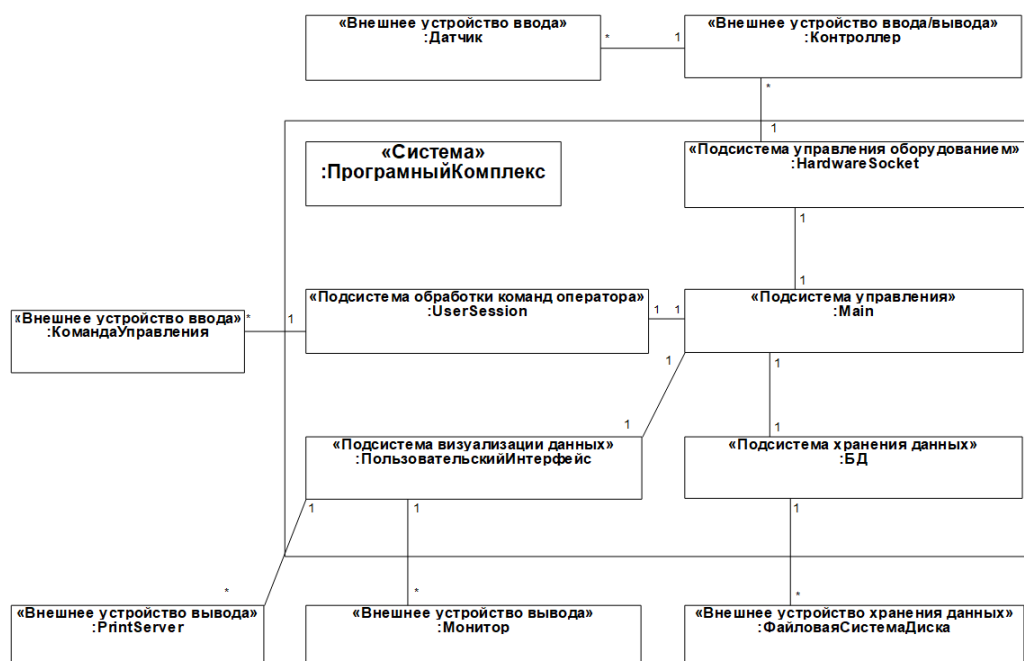 «Внешнее устройство ввода»
:Датчик
*
1
«Внешнее устройство ввода/вывода»
:Контроллер
*
1
«Система»
:ПрограмныйКомплекс
«Подсистема управления оборудованием»
:HardwareSocket
1
1
«Внешнее устройство ввода»
:КомандаУправления
*
1
«Подсистема обработки команд оператора»
:UserSession
1
1
«Подсистема управления»
:Main
1
1
1
1
«Подсистема визуализации данных»
:ПользовательскийИнтерфейс
«Подсистема хранения данных»
:БД
1
1
1
*
*
*
«Внешнее устройство вывода»
:PrintServer
«Внешнее устройство вывода»
:Монитор
«Внешнее устройство хранения данных»
:ФайловаяСистемаДиска